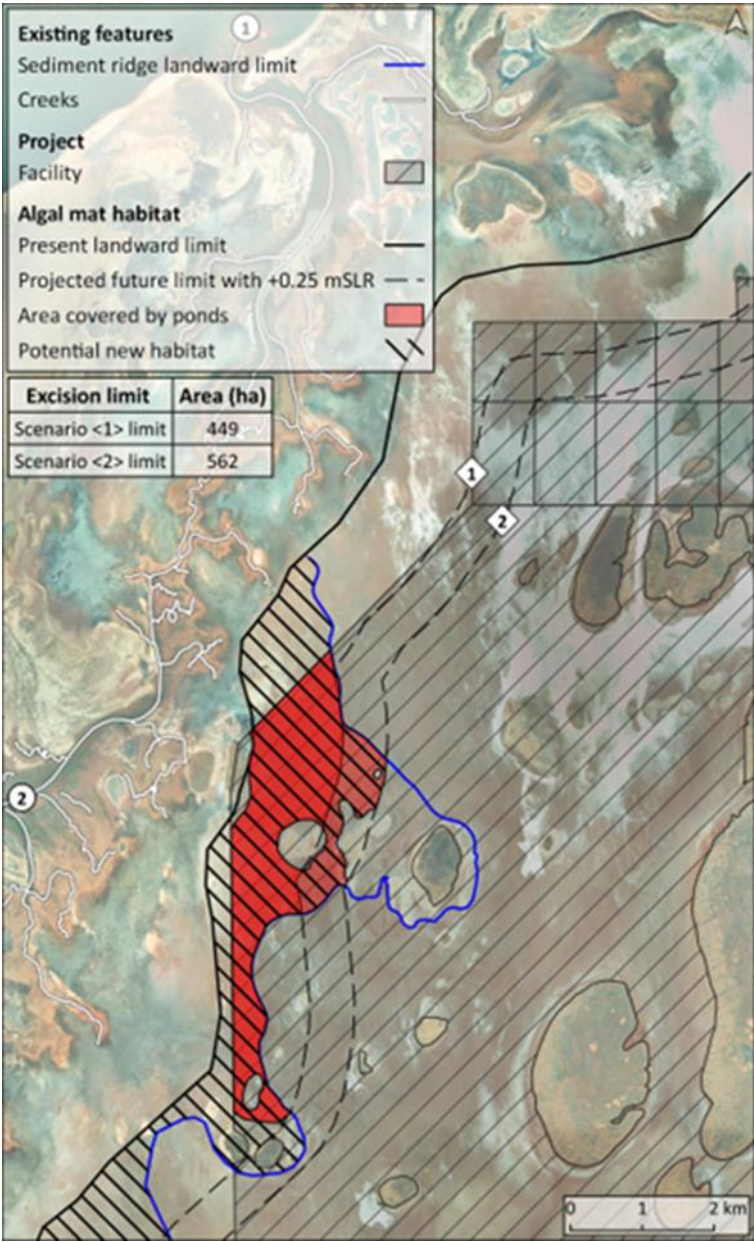 1
Existing features
Sediment ridge landward limit
Creeks
Project
Facility
Algal mat habitat
Present landward limit
Projected future limit with +0.25 mSLR
Area covered by ponds
Potential new habitat
Excision limit Area (ha)
Scenario <1> limit 449
Scenario <2> limit 562
1
2
2
0 1 2 km